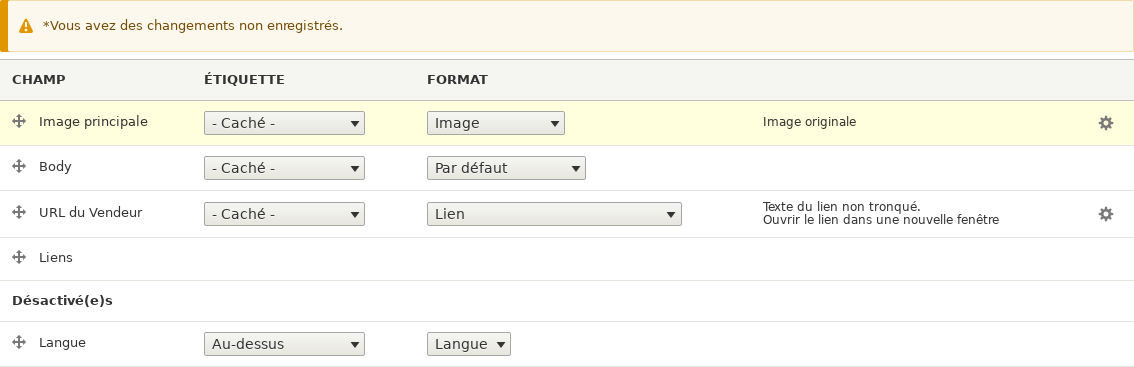 *Vous avez des changements non enregistrés.
CHAMP ÉTIQUETTE FORMAT
Image principale - Caché - Image Image originale
Body - Caché - Par défaut
URL du Vendeur - Caché - Lien Texte du lien non tronqué.
Ouvrir le lien dans une nouvelle fenêtre
Liens
Désactivé(e)s
Langue Au-dessus Langue